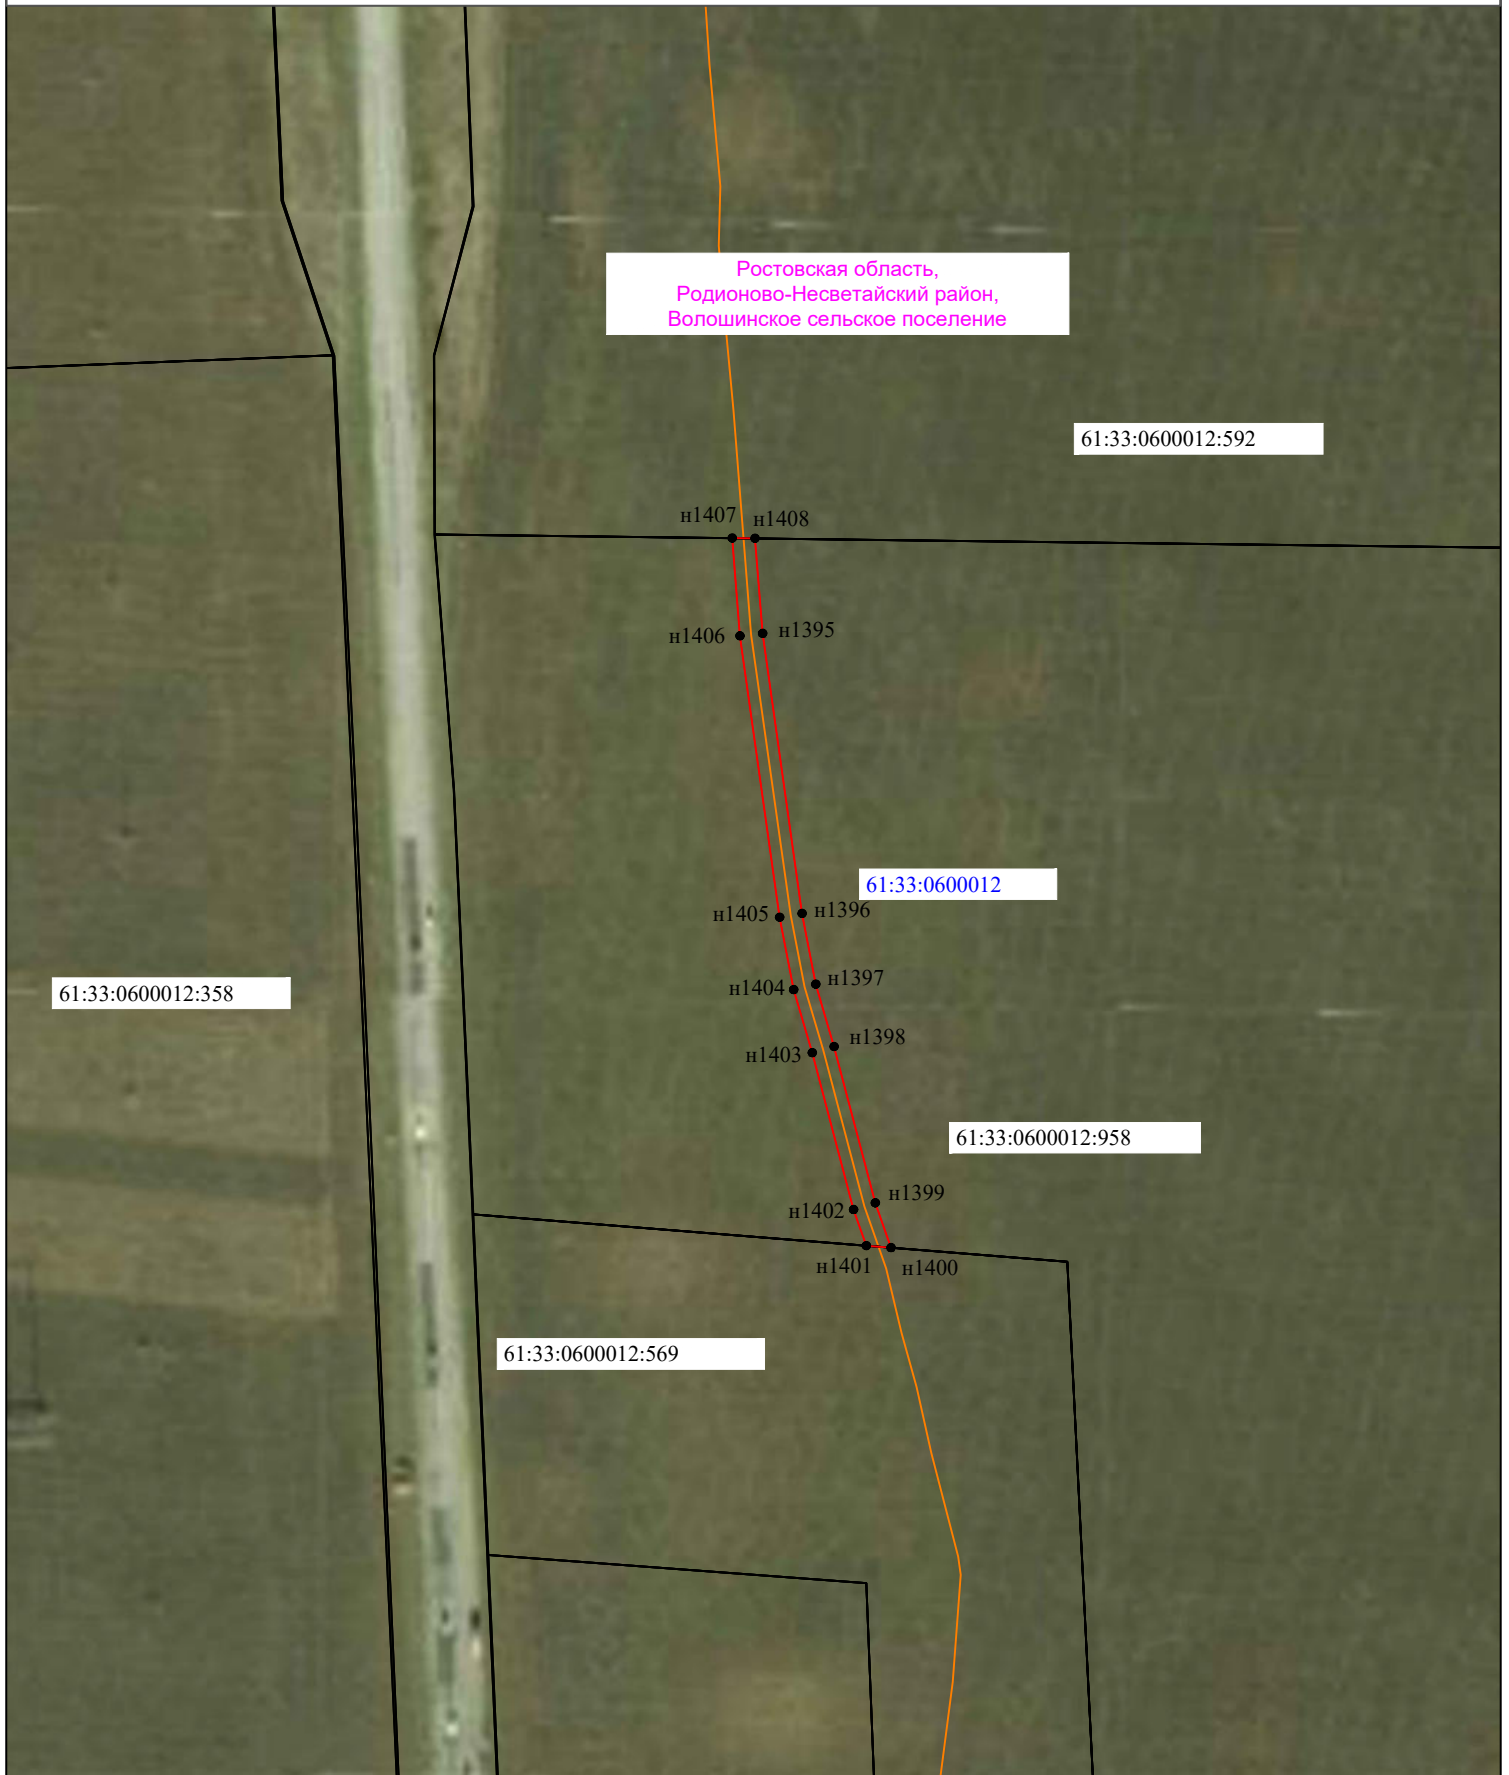 Ростовская область,
Родионово-Несветайский район,
Волошинское сельское поселение
61:33:0600012:592
н1407
н1408
н1406
н1395
61:33:0600012
н1405
н1396
н1404
н1397
61:33:0600012:358
н1403
н1398
61:33:0600012:958
н1402
н1399
н1401
н1400
61:33:0600012:569